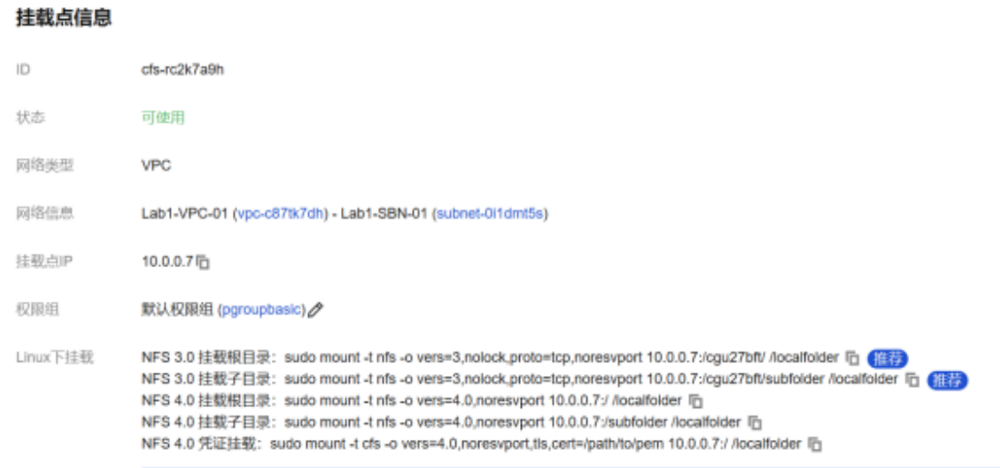 挂载点信息
ID cfs-rc2k7a9h
状态 可使用
网络类型 VPC
网络信息 Lab1-VPC-01 (vpc-c87tk7dh) - Lab1-SBN-01 (subnet-0l1dmt5s)
挂载点IP 10.0.0.7
权限组 默认权限组 (pgroupbasic)
Linux下挂载 NFS 3.0 挂载根目录：sudo mount -t nfs -o vers=3,nolock,proto=tcp,noresvport 10.0.0.7:/cgu27bft/ /localfolder 推荐
NFS 3.0 挂载子目录：sudo mount -t nfs -o vers=3,nolock,proto=tcp,noresvport 10.0.0.7:/cgu27bft/subfolder /localfolder 推荐
NFS 4.0 挂载根目录：sudo mount -t nfs -o vers=4.0,noresvport 10.0.0.7:/ /localfolder
NFS 4.0 挂载子目录：sudo mount -t nfs -o vers=4.0,noresvport 10.0.0.7:/subfolder /localfolder
NFS 4.0 凭证挂载：sudo mount -t cfs -o vers=4.0,noresvport,tls,cert=/path/to/pem 10.0.0.7:/ /localfolder